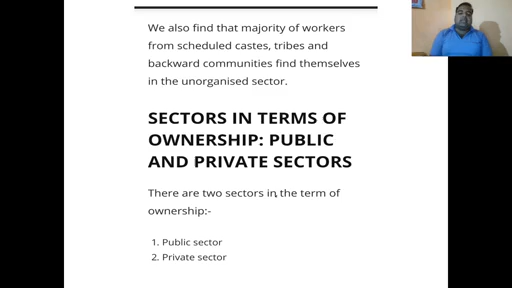 We also find that majority of workers
from scheduled castes, tribes and
backward communities find themselves
in the unorganised sector.
SECTORS IN TERMS OF
OWNERSHIP: PUBLIC
AND PRIVATE SECTORS
There are two sectors in the term of
ownership:-
1. Public sector
2. Private sector